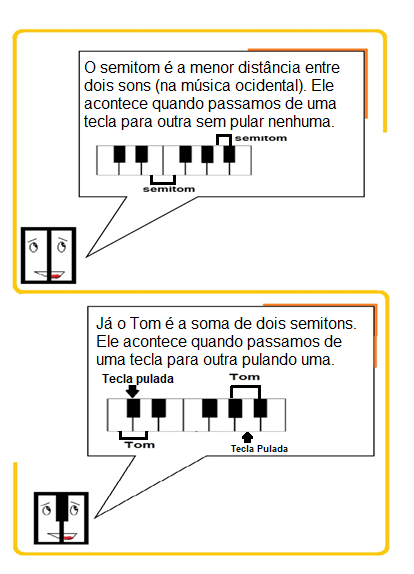 O semitom é a menor distância entre
dois sons (na música ocidental). Ele
acontece quando passamos de uma
tecla para outra sem pular nenhuma.
semitom
semitom
Já o Tom é a soma de dois semitons.
Ele acontece quando passamos de
uma tecla para outra pulando uma.
Tecla pulada
Tom
Tom
Tecla Pulada